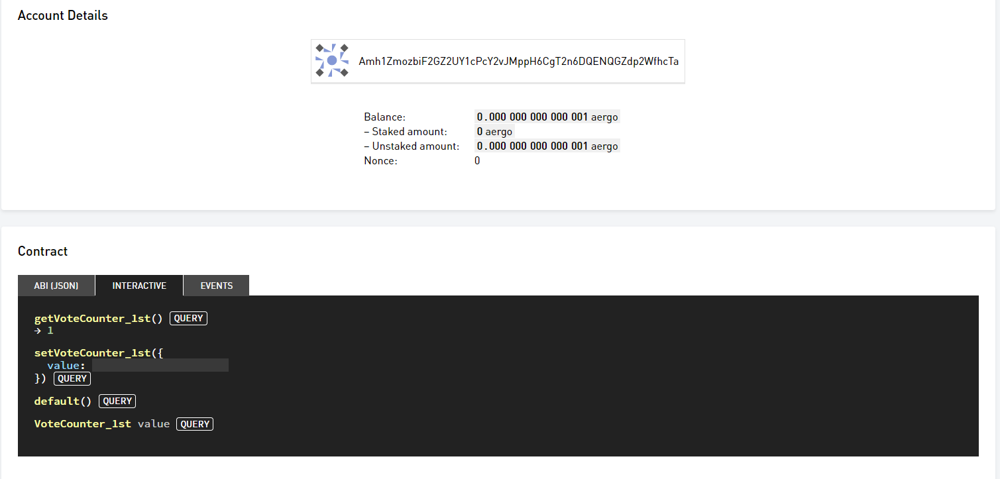 Account Details
Amh1ZmozbiF2GZ2UY1cPcY2vJMppH6CgT2n6DQENQGZdp2WfhcTa
Balance: 0.000 000 000 000 001 aergo
– Staked amount: 0 aergo
– Unstaked amount: 0.000 000 000 000 001 aergo
Nonce: 0
Contract
ABI (JSON) INTERACTIVE EVENTS
getVoteCounter_1st() QUERY
→ 1
setVoteCounter_1st({
value:
}) QUERY
default() QUERY
VoteCounter_1st value QUERY